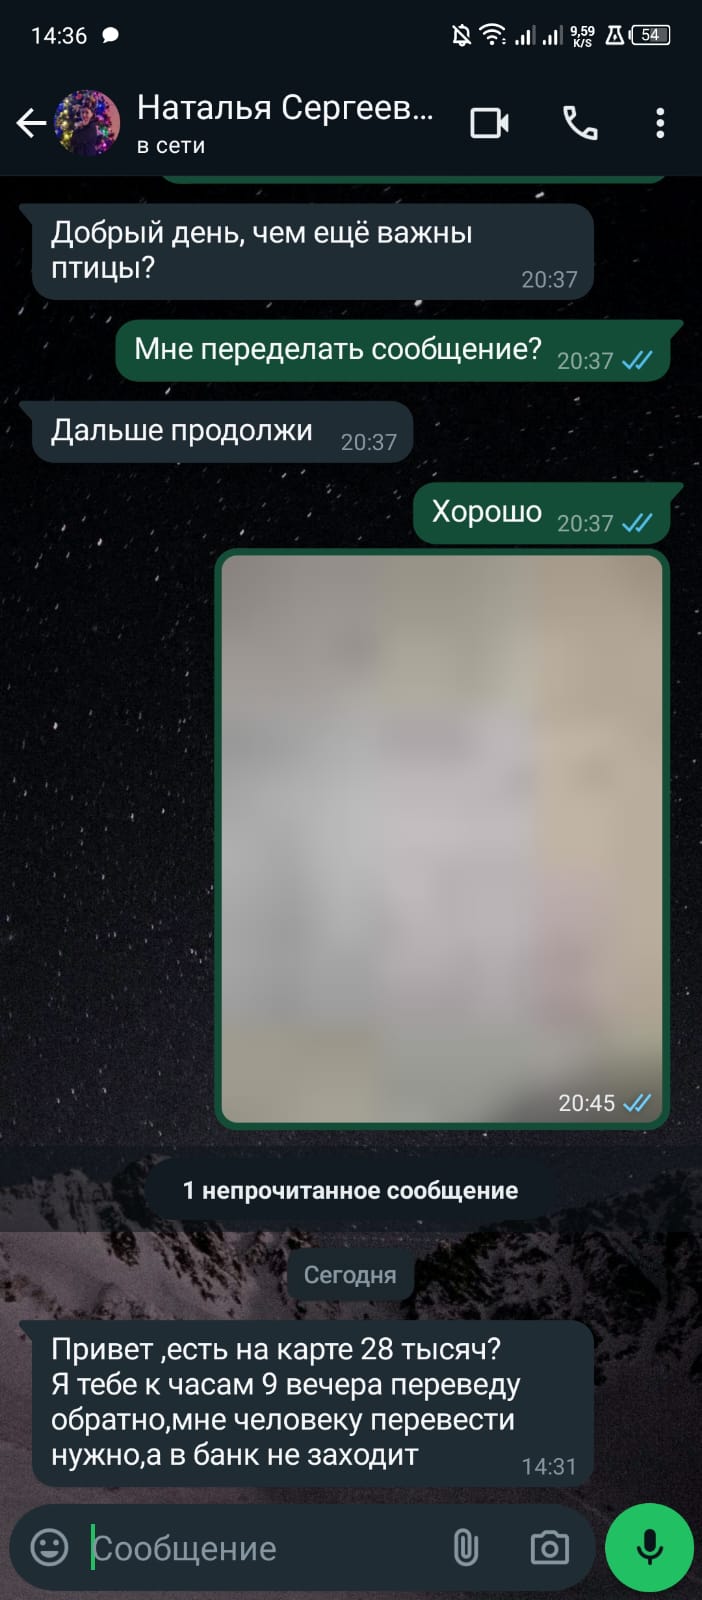 14:36
9,59
K/S
54
Наталья Сергеев...
в сети
Добрый день, чем ещё важны
птицы?
20:37
Мне переделать сообщение? 20:37
Дальше продолжи 20:37
Хорошо 20:37
20:45
1 непрочитанное сообщение
Сегодня
Привет ,есть на карте 28 тысяч?
Я тебе к часам 9 вечера переведу
обратно,мне человеку перевести
нужно,а в банк не заходит
14:31
Сообщение